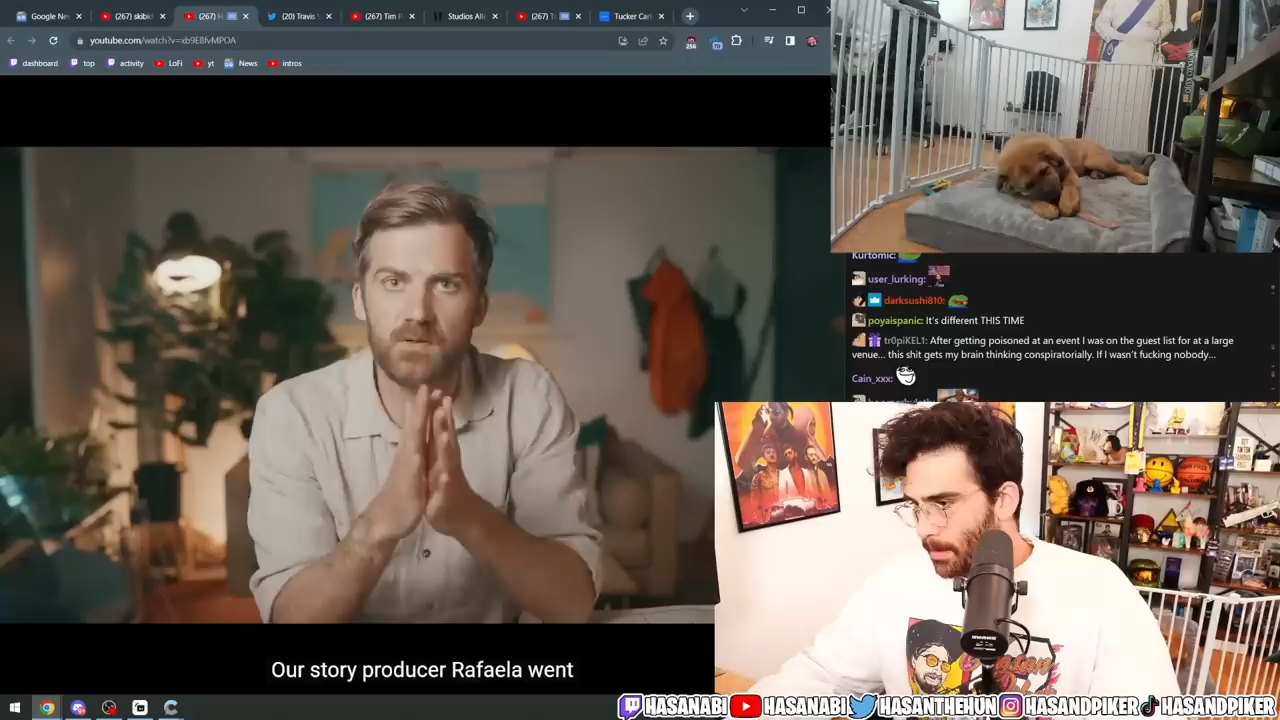 Google Ne
(267) skibic
(267) H
(20) Travis
(267) Tim P
Studios All
(267) T
Tucker Carl
youtube.com/watch?v=xb9E8fvMPOA
256
dashboard
top
activity
LoFi
yt
News
intros
Kurtomic:
user_lurking:
darksushi810:
poyaispanic: It's different THIS TIME
tr0piKEL1: After getting poisoned at an event I was on the guest list for at a large
venue... this shit gets my brain thinking conspiratorially. If I wasn't fucking nobody...
Cain_xxx:
Our story producer Rafaela went
HASANABI
HASANABI
HASANTHEHUN
HASANDPIKER
HASANDPIKER